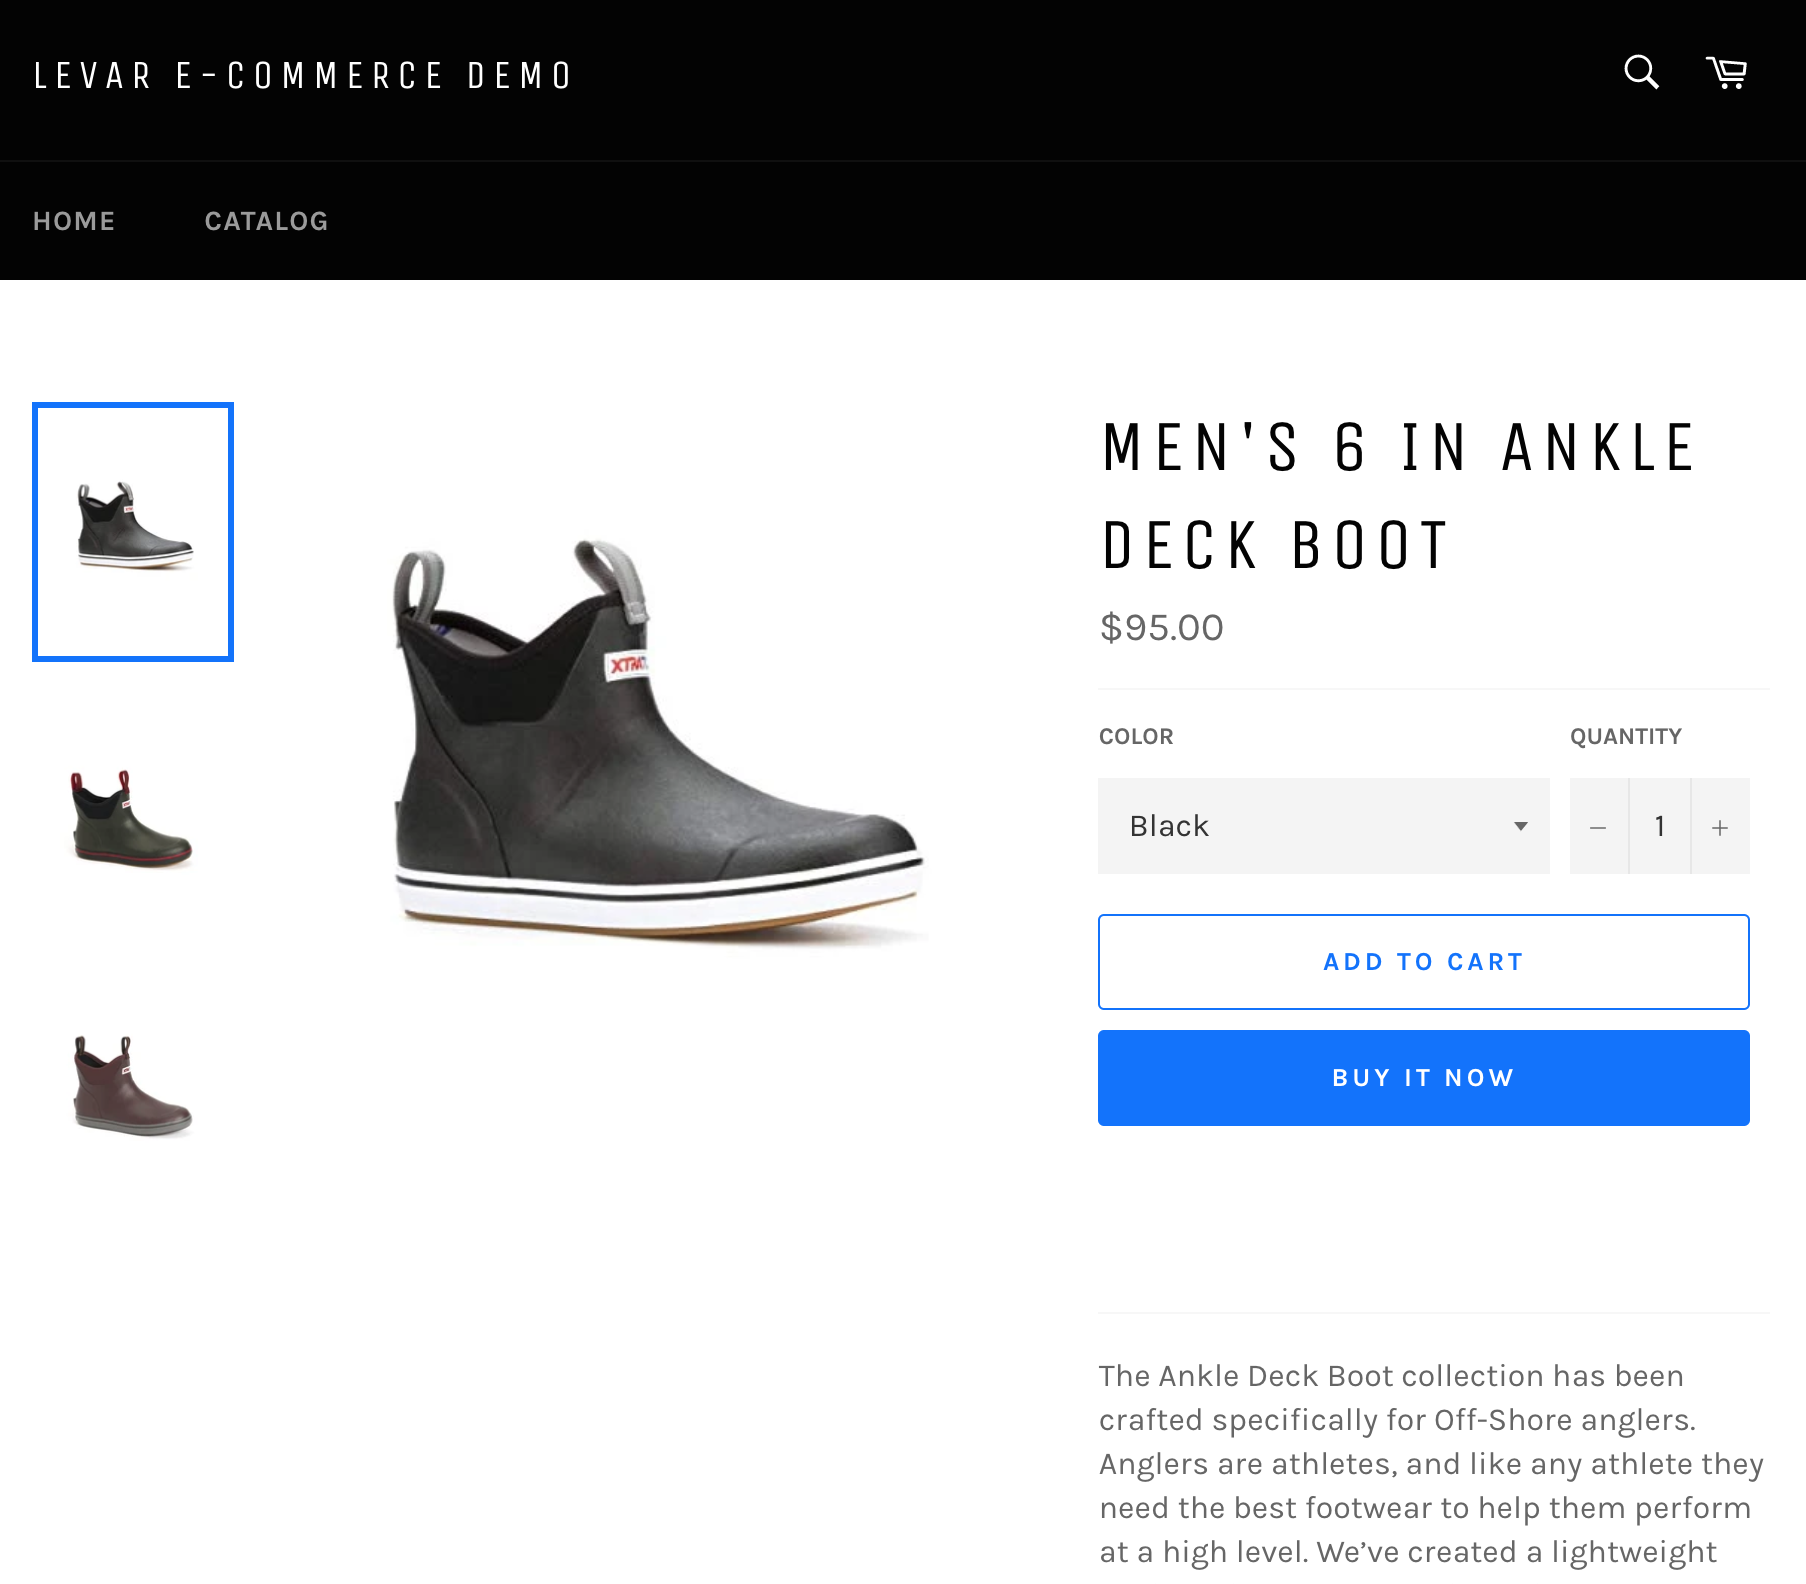 LEVAR E-COMMERCE DEMO
HOME CATALOG
MEN'S 6 IN ANKLE
DECK BOOT
$95.00
COLOR QUANTITY
Black − 1 +
ADD TO CART
BUY IT NOW
The Ankle Deck Boot collection has been
crafted specifically for Off-Shore anglers.
Anglers are athletes, and like any athlete they
need the best footwear to help them perform
at a high level. We’ve created a lightweight